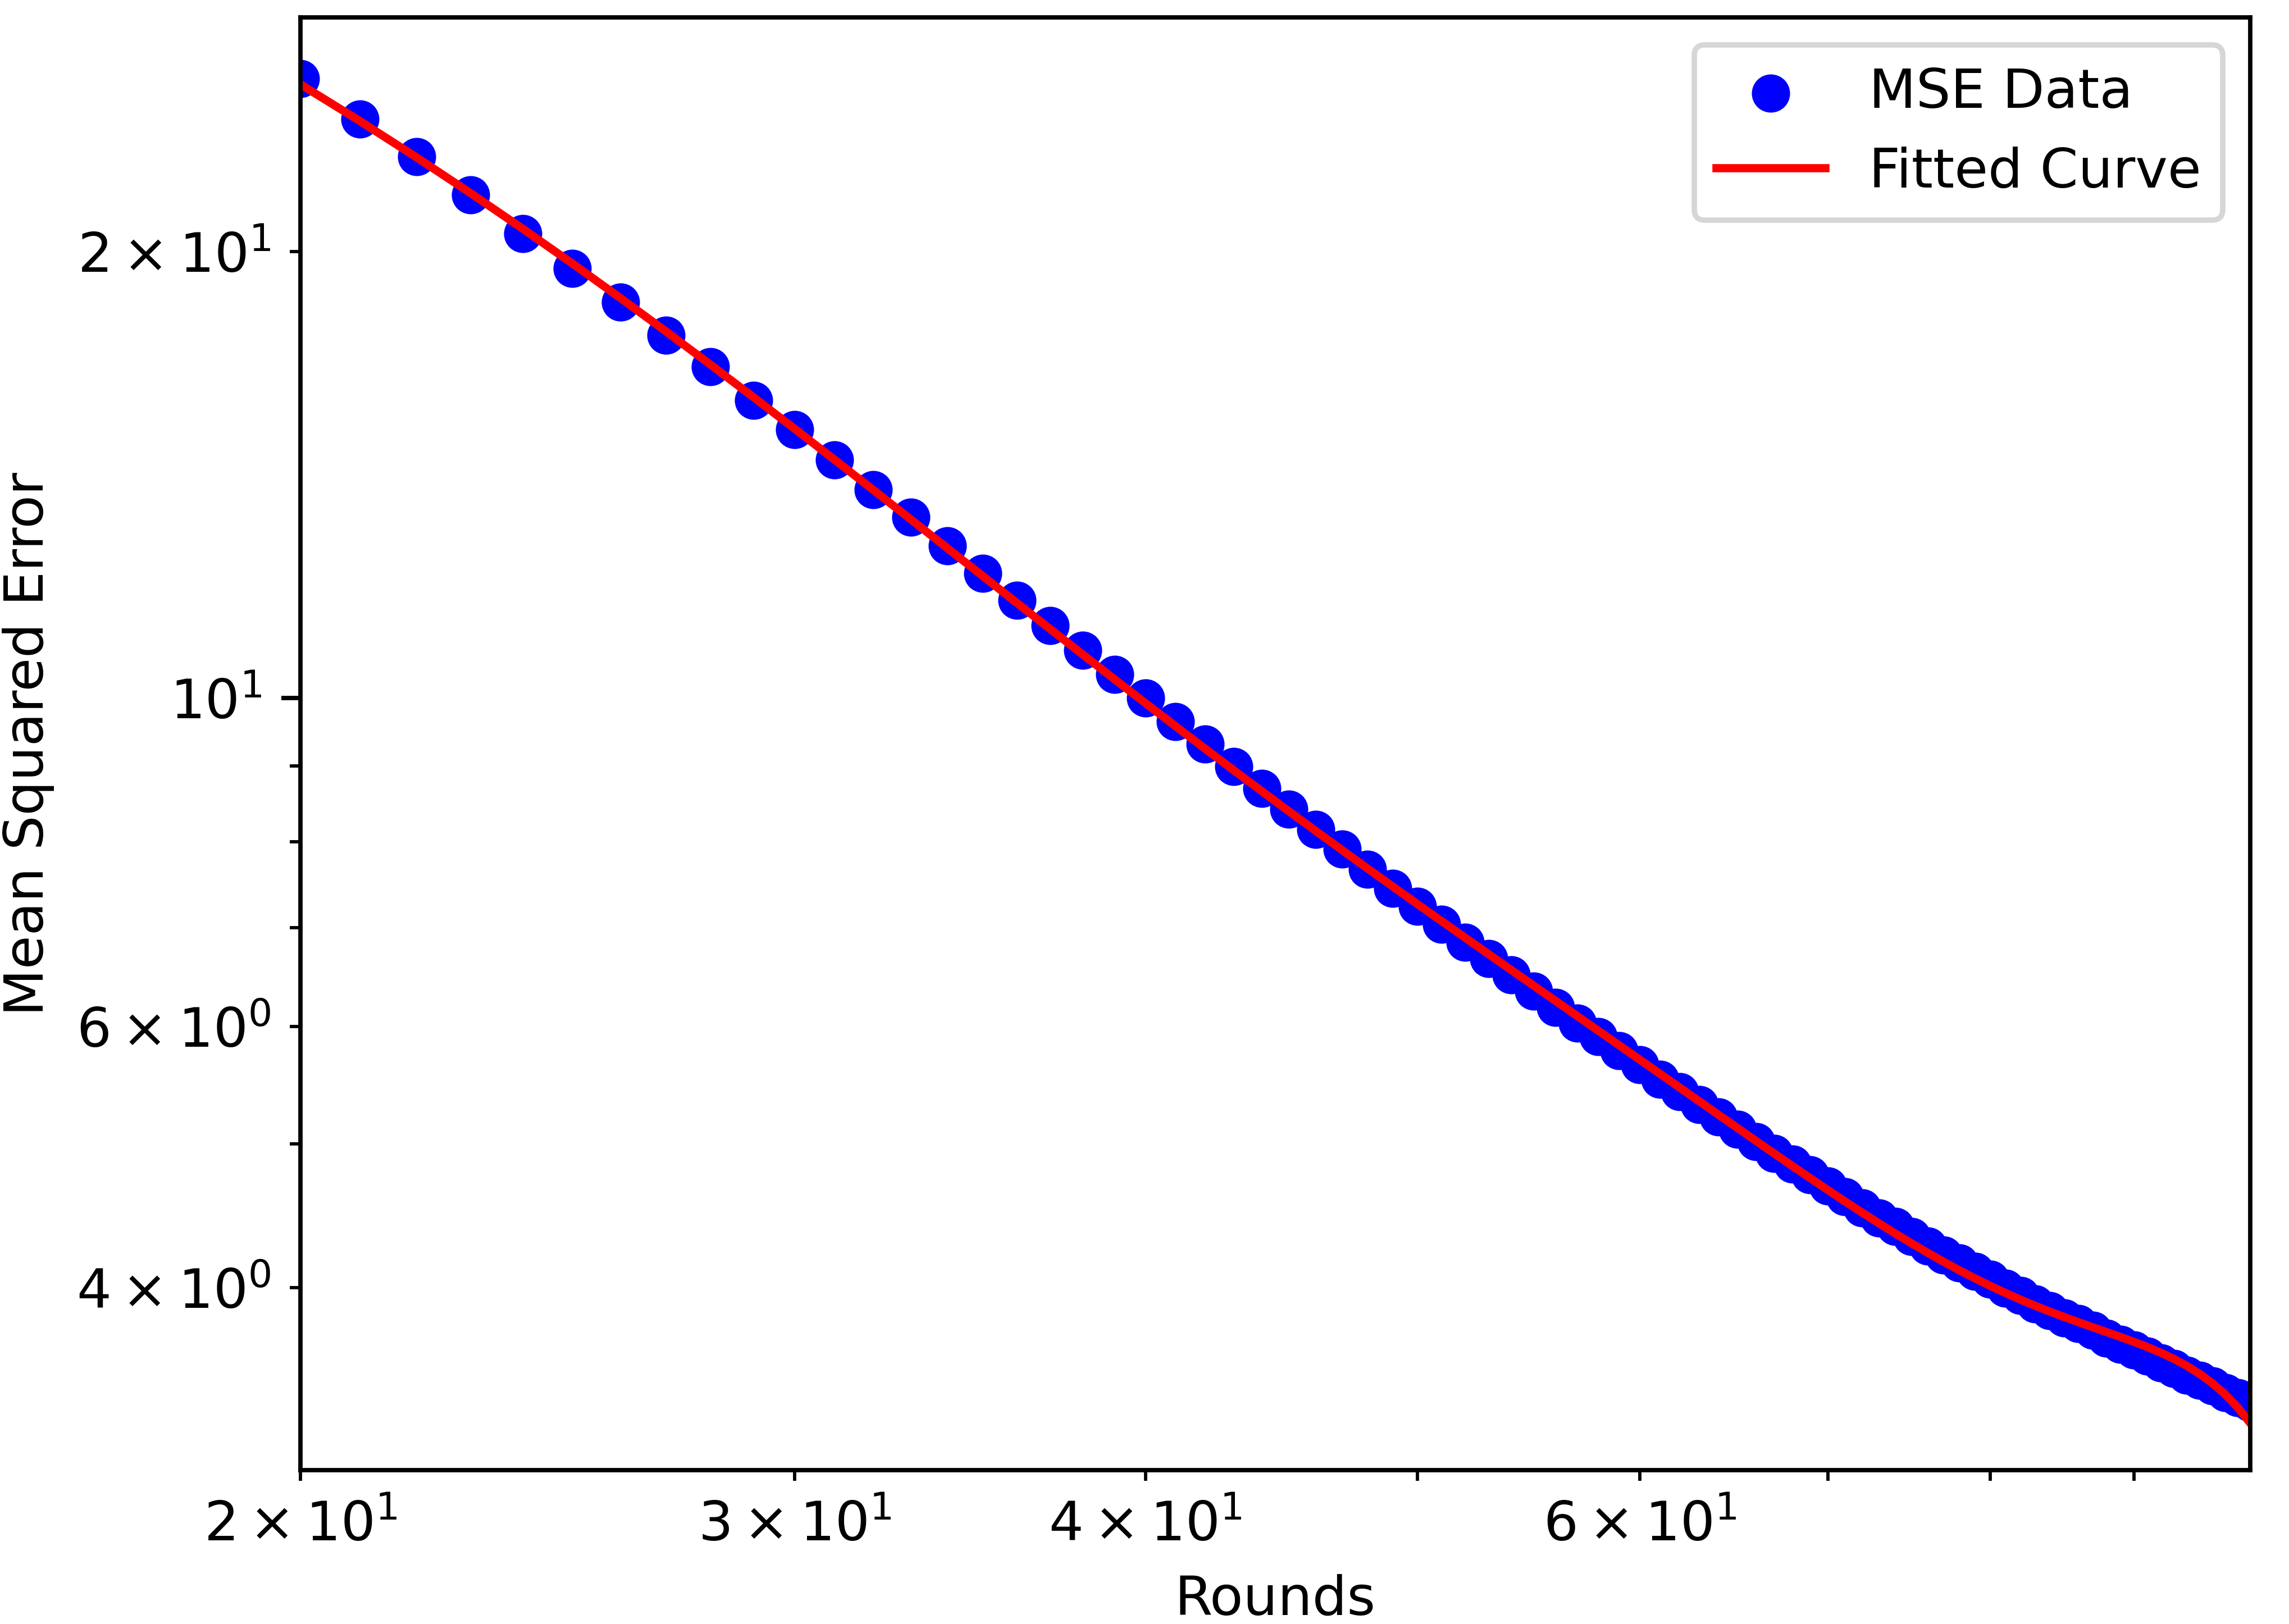 MSE Data
Fitted Curve
2 × 10¹
10¹
6 × 10⁰
4 × 10⁰
Mean Squared Error
2 × 10¹
3 × 10¹
4 × 10¹
6 × 10¹
Rounds